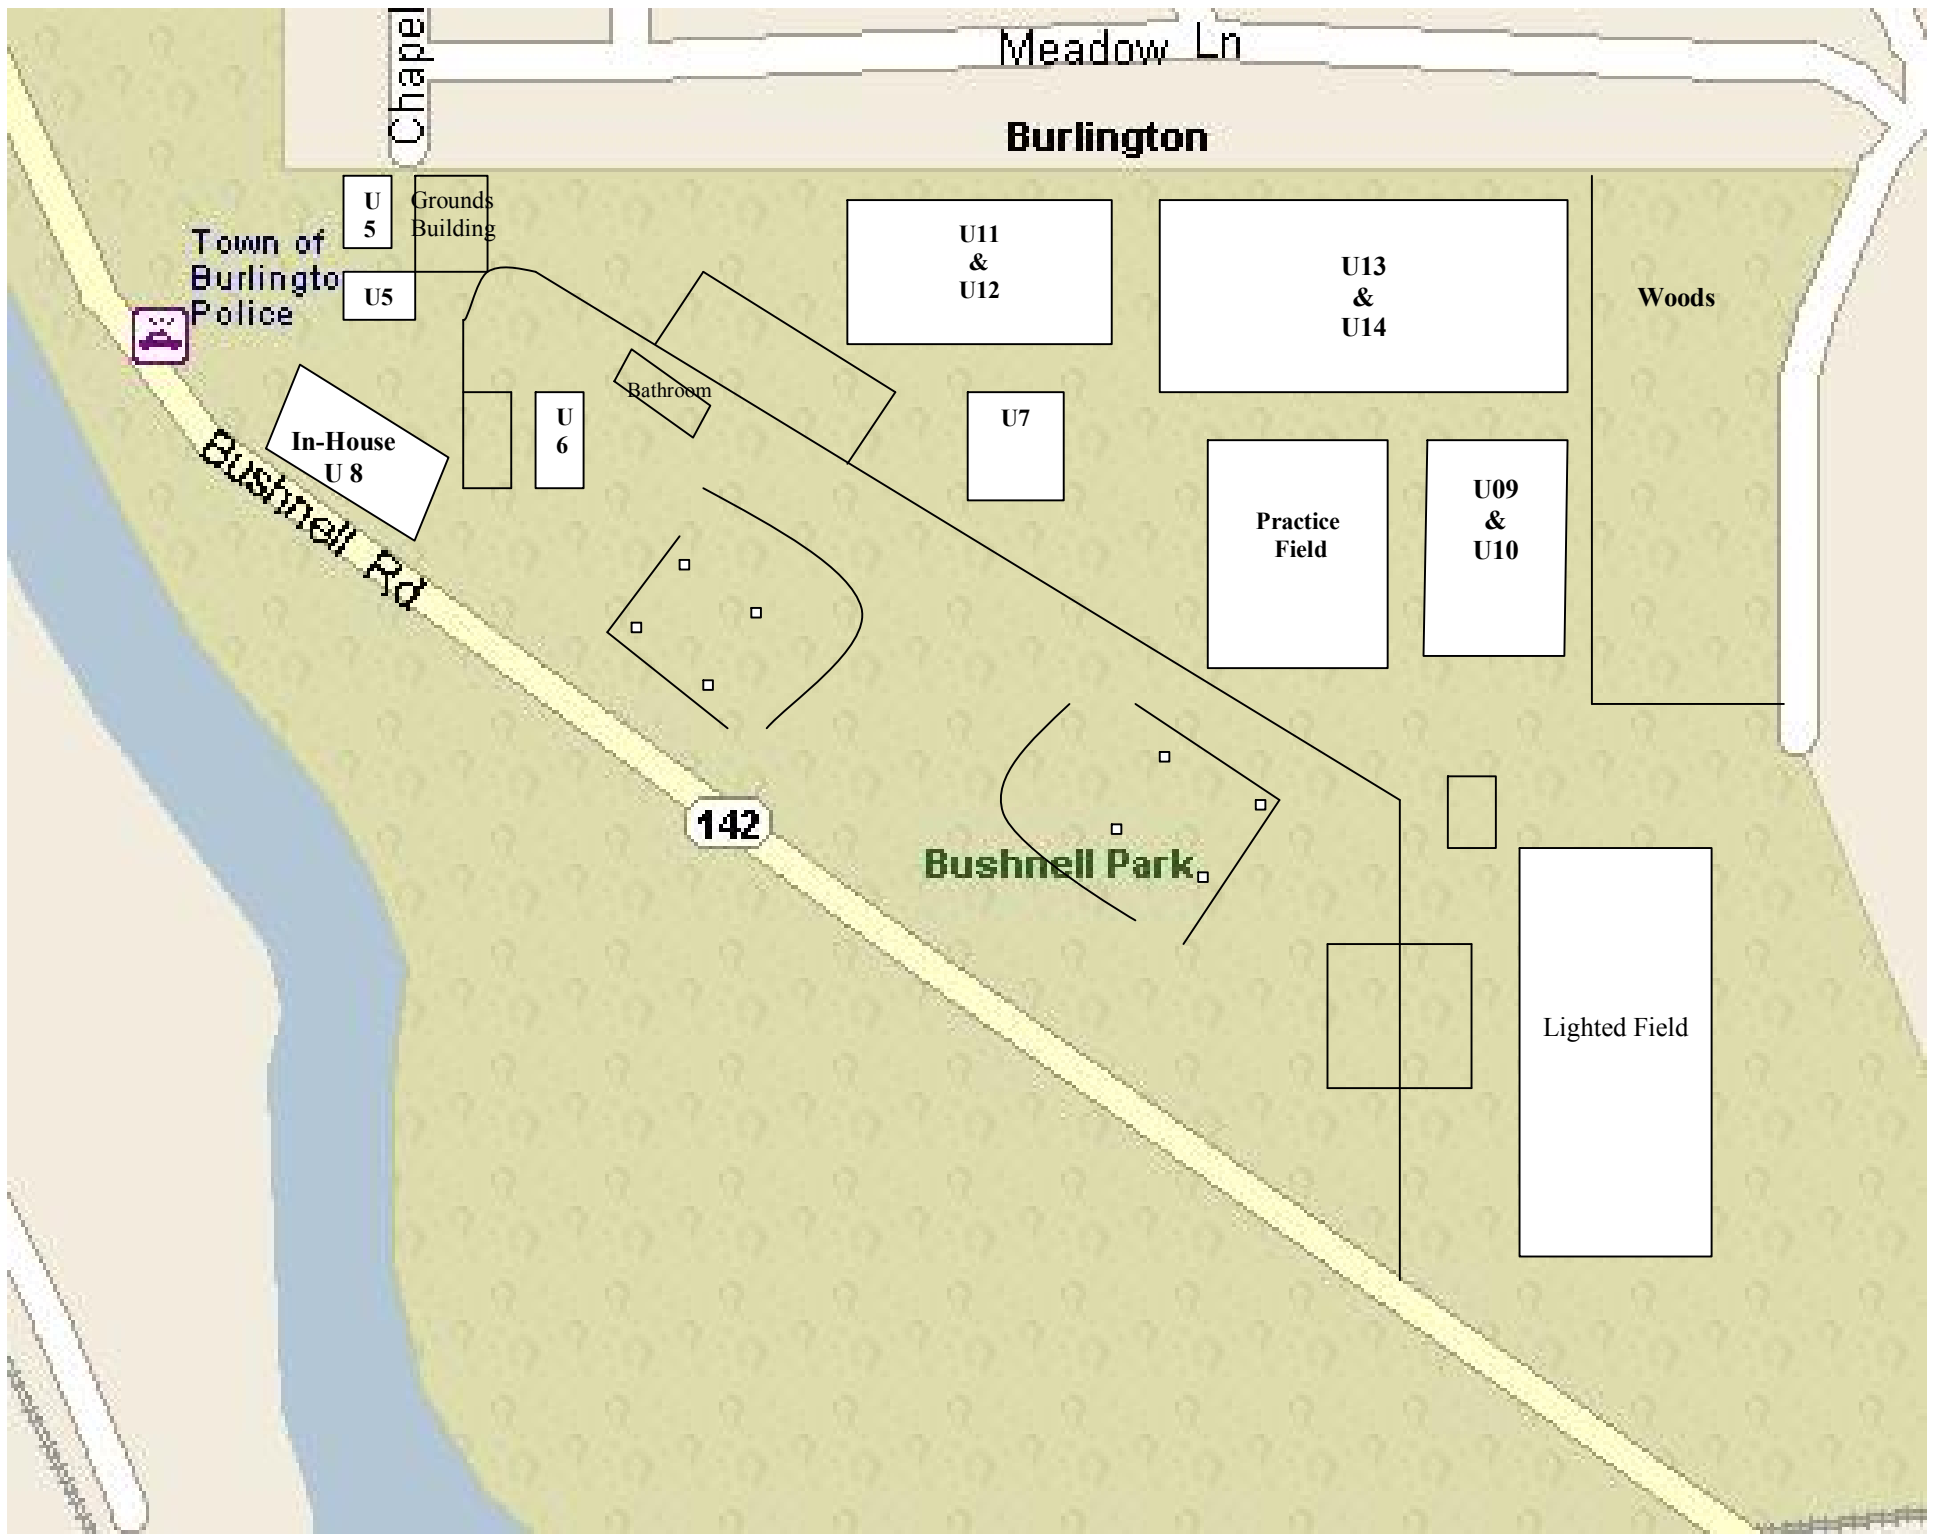 Chapel
Meadow Ln
Burlington
U
5
Grounds
Building
Town of
Burlingto
Police
U5
U11
&
U12
U13
&
U14
Woods
Bathroom
U
6
U7
In-House
U 8
Bushnell Rd
Practice
Field
U09
&
U10
142
Bushnell Park
Lighted Field